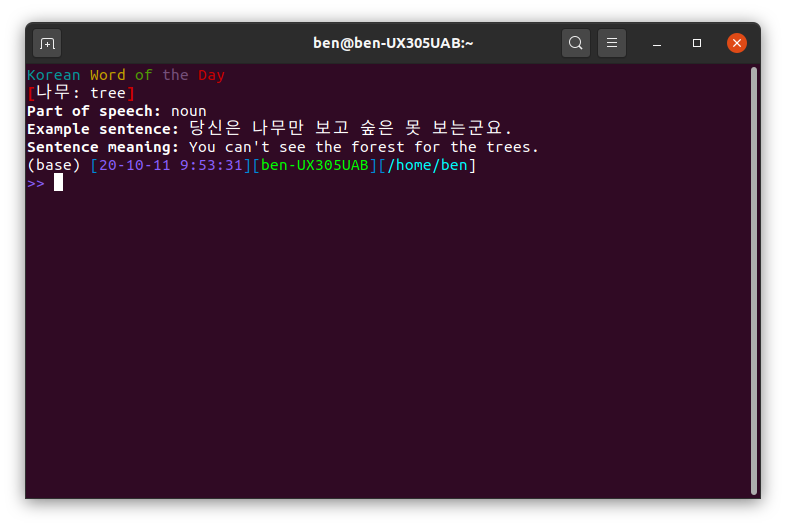 ben@ben-UX305UAB:~
Korean Word of the Day
[나무: tree]
Part of speech: noun
Example sentence: 당신은 나무만 보고 숲은 못 보는군요.
Sentence meaning: You can't see the forest for the trees.
(base) [20-10-11 9:53:31][ben-UX305UAB][/home/ben]
>>